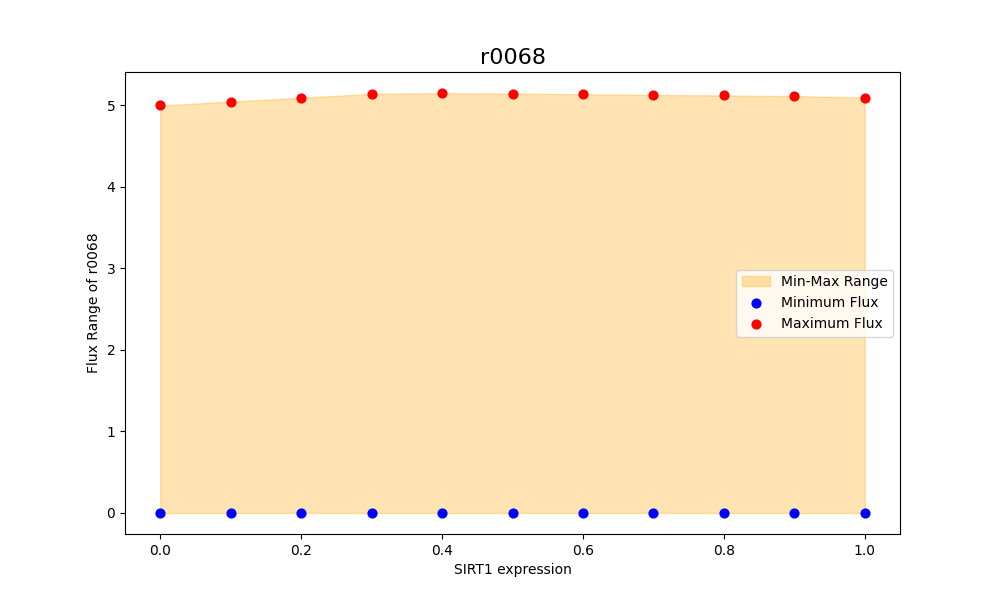 r0068
Flux Range of r0068
5
4
3
2
1
0
Min-Max Range
Minimum Flux
Maximum Flux
0.0 0.2 0.4 0.6 0.8 1.0
SIRT1 expression